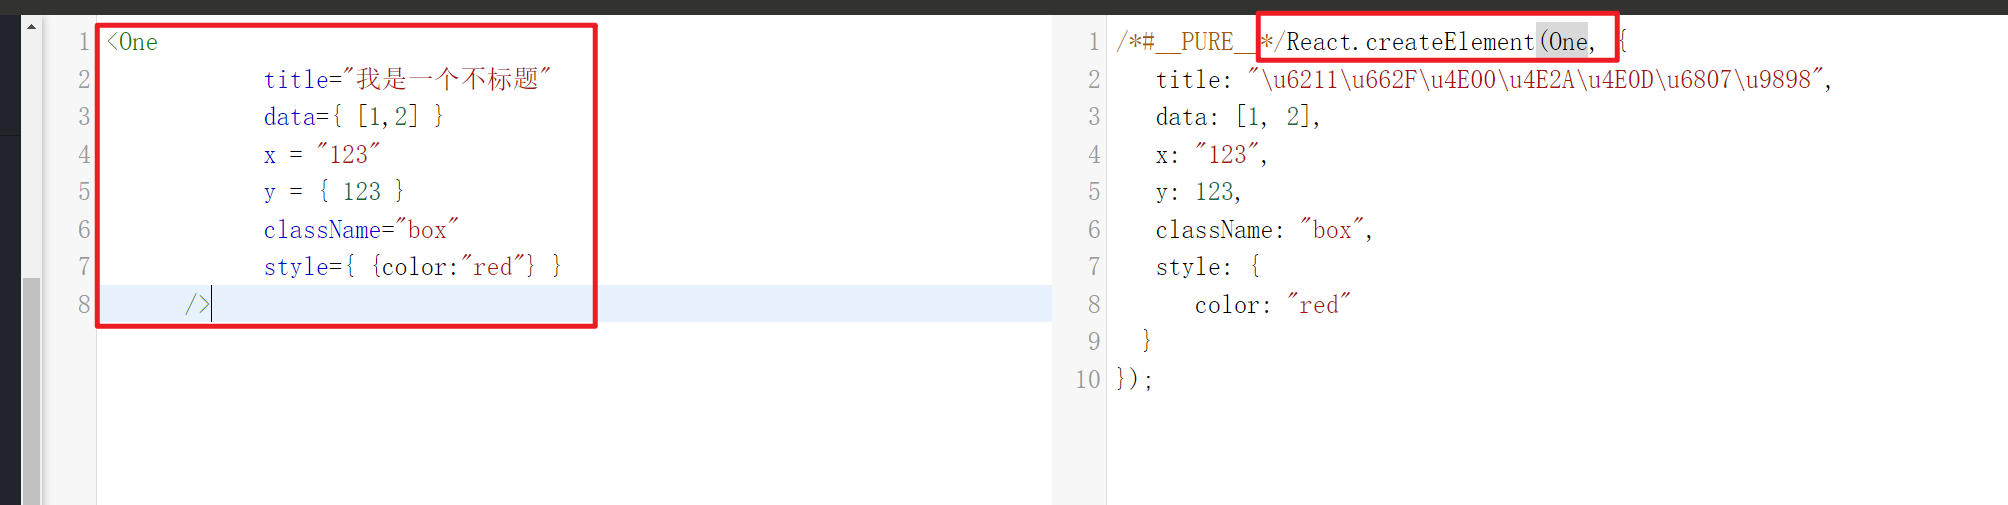 1 <One
2 title="我是一个不标题"
3 data={ [1,2] }
4 x = "123"
5 y = { 123 }
6 className="box"
7 style={ {color:"red"} }
8 />
1 /*#__PURE__*/React.createElement(One, {
2 title: "\u6211\u662F\u4E00\u4E2A\u4E0D\u6807\u9898",
3 data: [1, 2],
4 x: "123",
5 y: 123,
6 className: "box",
7 style: {
8 color: "red"
9 }
10 });